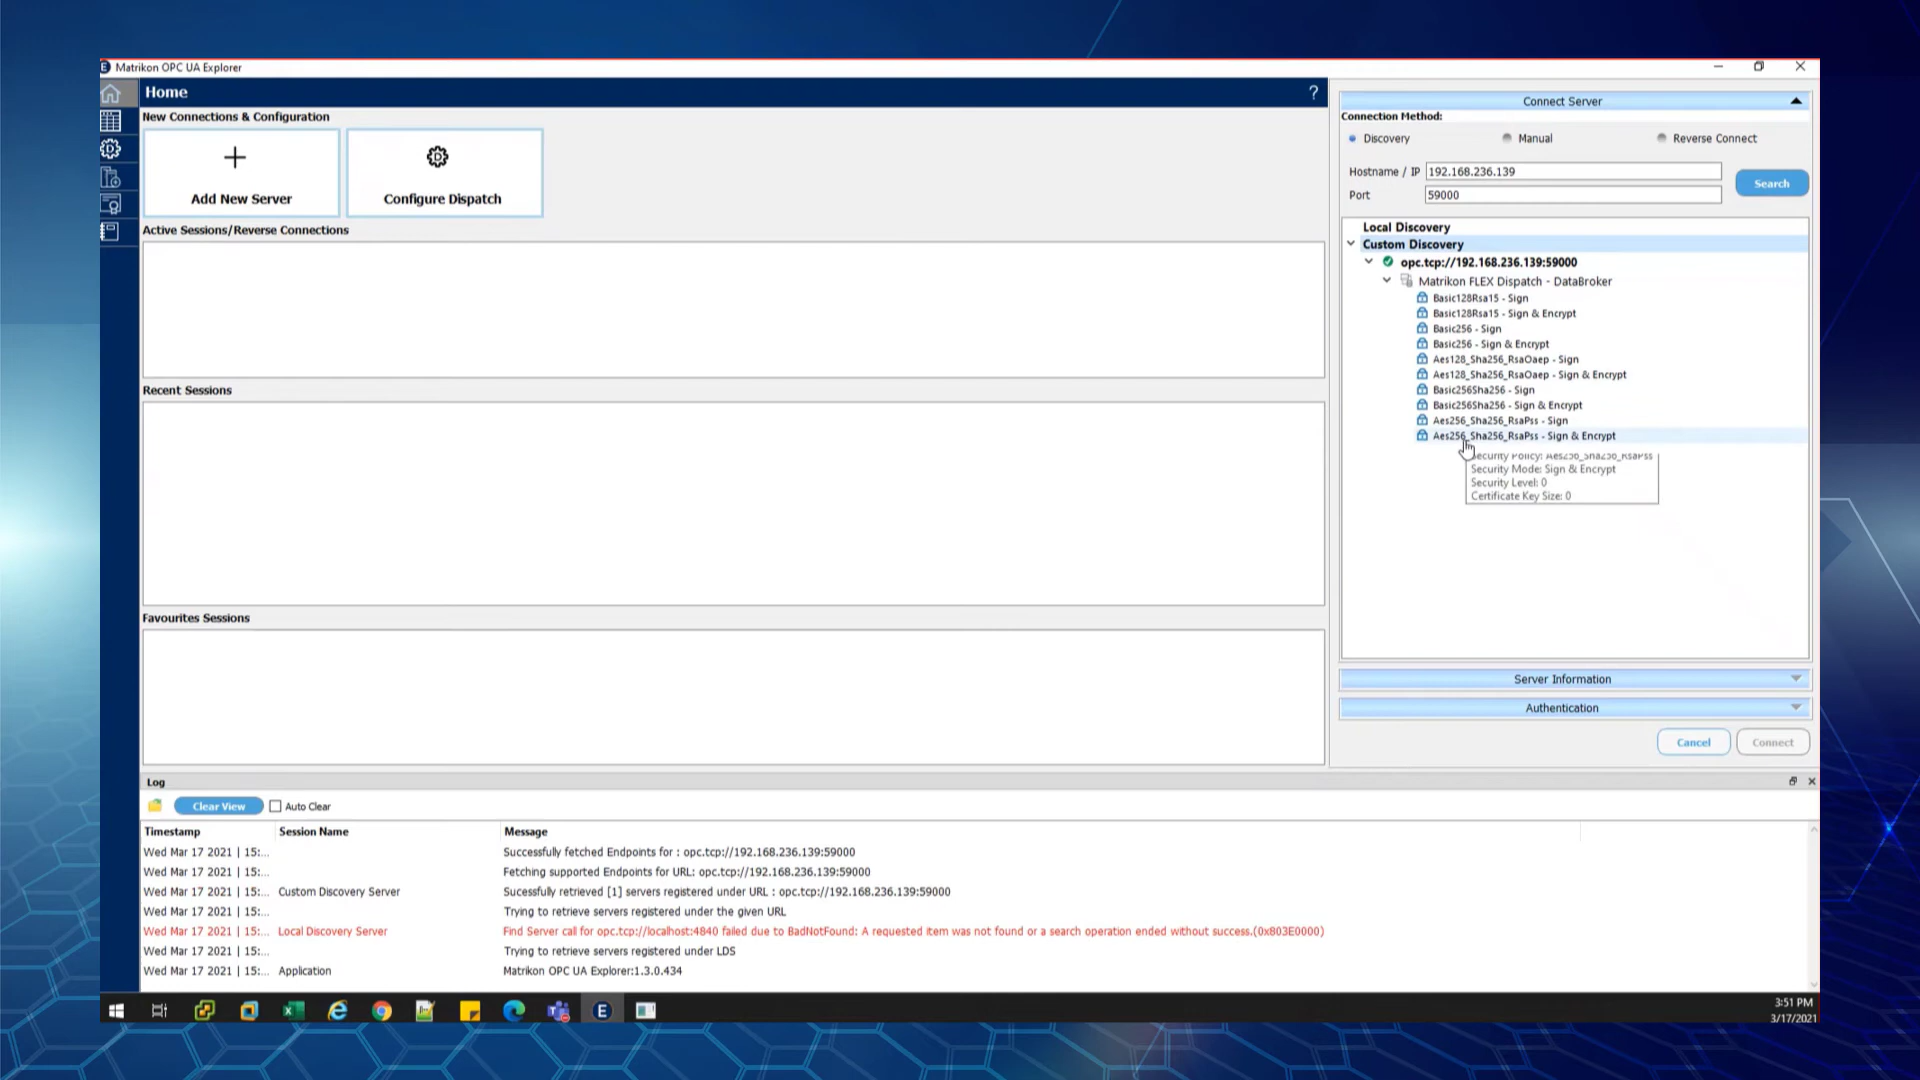 Matrikon OPC UA Explorer
Home
?
New Connections & Configuration
Add New Server
Configure Dispatch
Active Sessions/Reverse Connections
Recent Sessions
Favourites Sessions
Connect Server
Connection Method:
Discovery
Manual
Reverse Connect
Hostname / IP 192.168.236.139
Port 59000
Search
Local Discovery
Custom Discovery
opc.tcp://192.168.236.139:59000
Matrikon FLEX Dispatch - DataBroker
Basic128Rsa15 - Sign
Basic128Rsa15 - Sign & Encrypt
Basic256 - Sign
Basic256 - Sign & Encrypt
Aes128_Sha256_RsaOaep - Sign
Aes128_Sha256_RsaOaep - Sign & Encrypt
Basic256Sha256 - Sign
Basic256Sha256 - Sign & Encrypt
Aes256_Sha256_RsaPss - Sign
Aes256_Sha256_RsaPss - Sign & Encrypt
Security Policy: Aes256_Sha256_RsaPss
Security Mode: Sign & Encrypt
Security Level: 0
Certificate Key Size: 0
Server Information
Authentication
Cancel
Connect
Log
Clear View
Auto Clear
Timestamp Session Name Message
Wed Mar 17 2021 | 15:... Successfully fetched Endpoints for : opc.tcp://192.168.236.139:59000
Wed Mar 17 2021 | 15:... Fetching supported Endpoints for URL: opc.tcp://192.168.236.139:59000
Wed Mar 17 2021 | 15:... Custom Discovery Server Sucessfully retrieved [1] servers registered under URL : opc.tcp://192.168.236.139:59000
Wed Mar 17 2021 | 15:... Trying to retrieve servers registered under the given URL
Wed Mar 17 2021 | 15:... Local Discovery Server Find Server call for opc.tcp://localhost:4840 failed due to BadNotFound: A requested item was not found or a search operation ended without success.(0x803E0000)
Wed Mar 17 2021 | 15:... Trying to retrieve servers registered under LDS
Wed Mar 17 2021 | 15:... Application Matrikon OPC UA Explorer:1.3.0.434
3:51 PM
3/17/2021